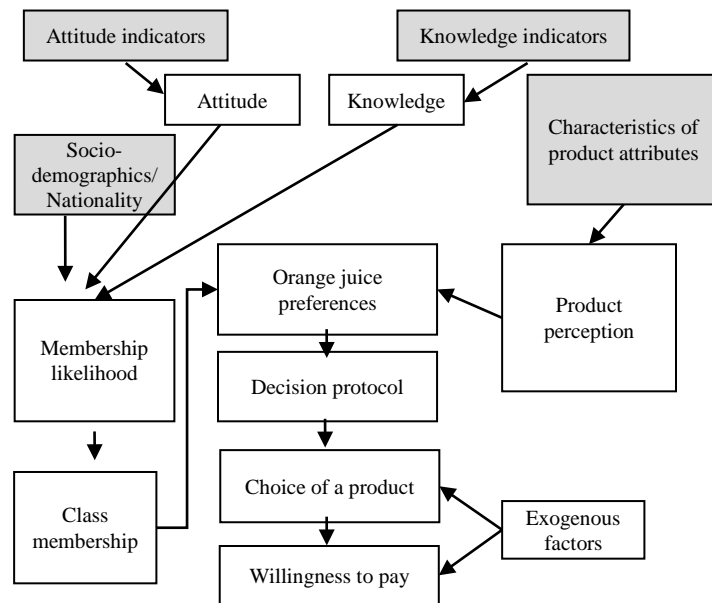 Attitude indicators
Knowledge indicators
Attitude
Knowledge
Characteristics of
product attributes
Socio-
demographics/
Nationality
Orange juice
preferences
Product
perception
Membership
likelihood
Decision protocol
Choice of a product
Class
membership
Exogenous
factors
Willingness to pay